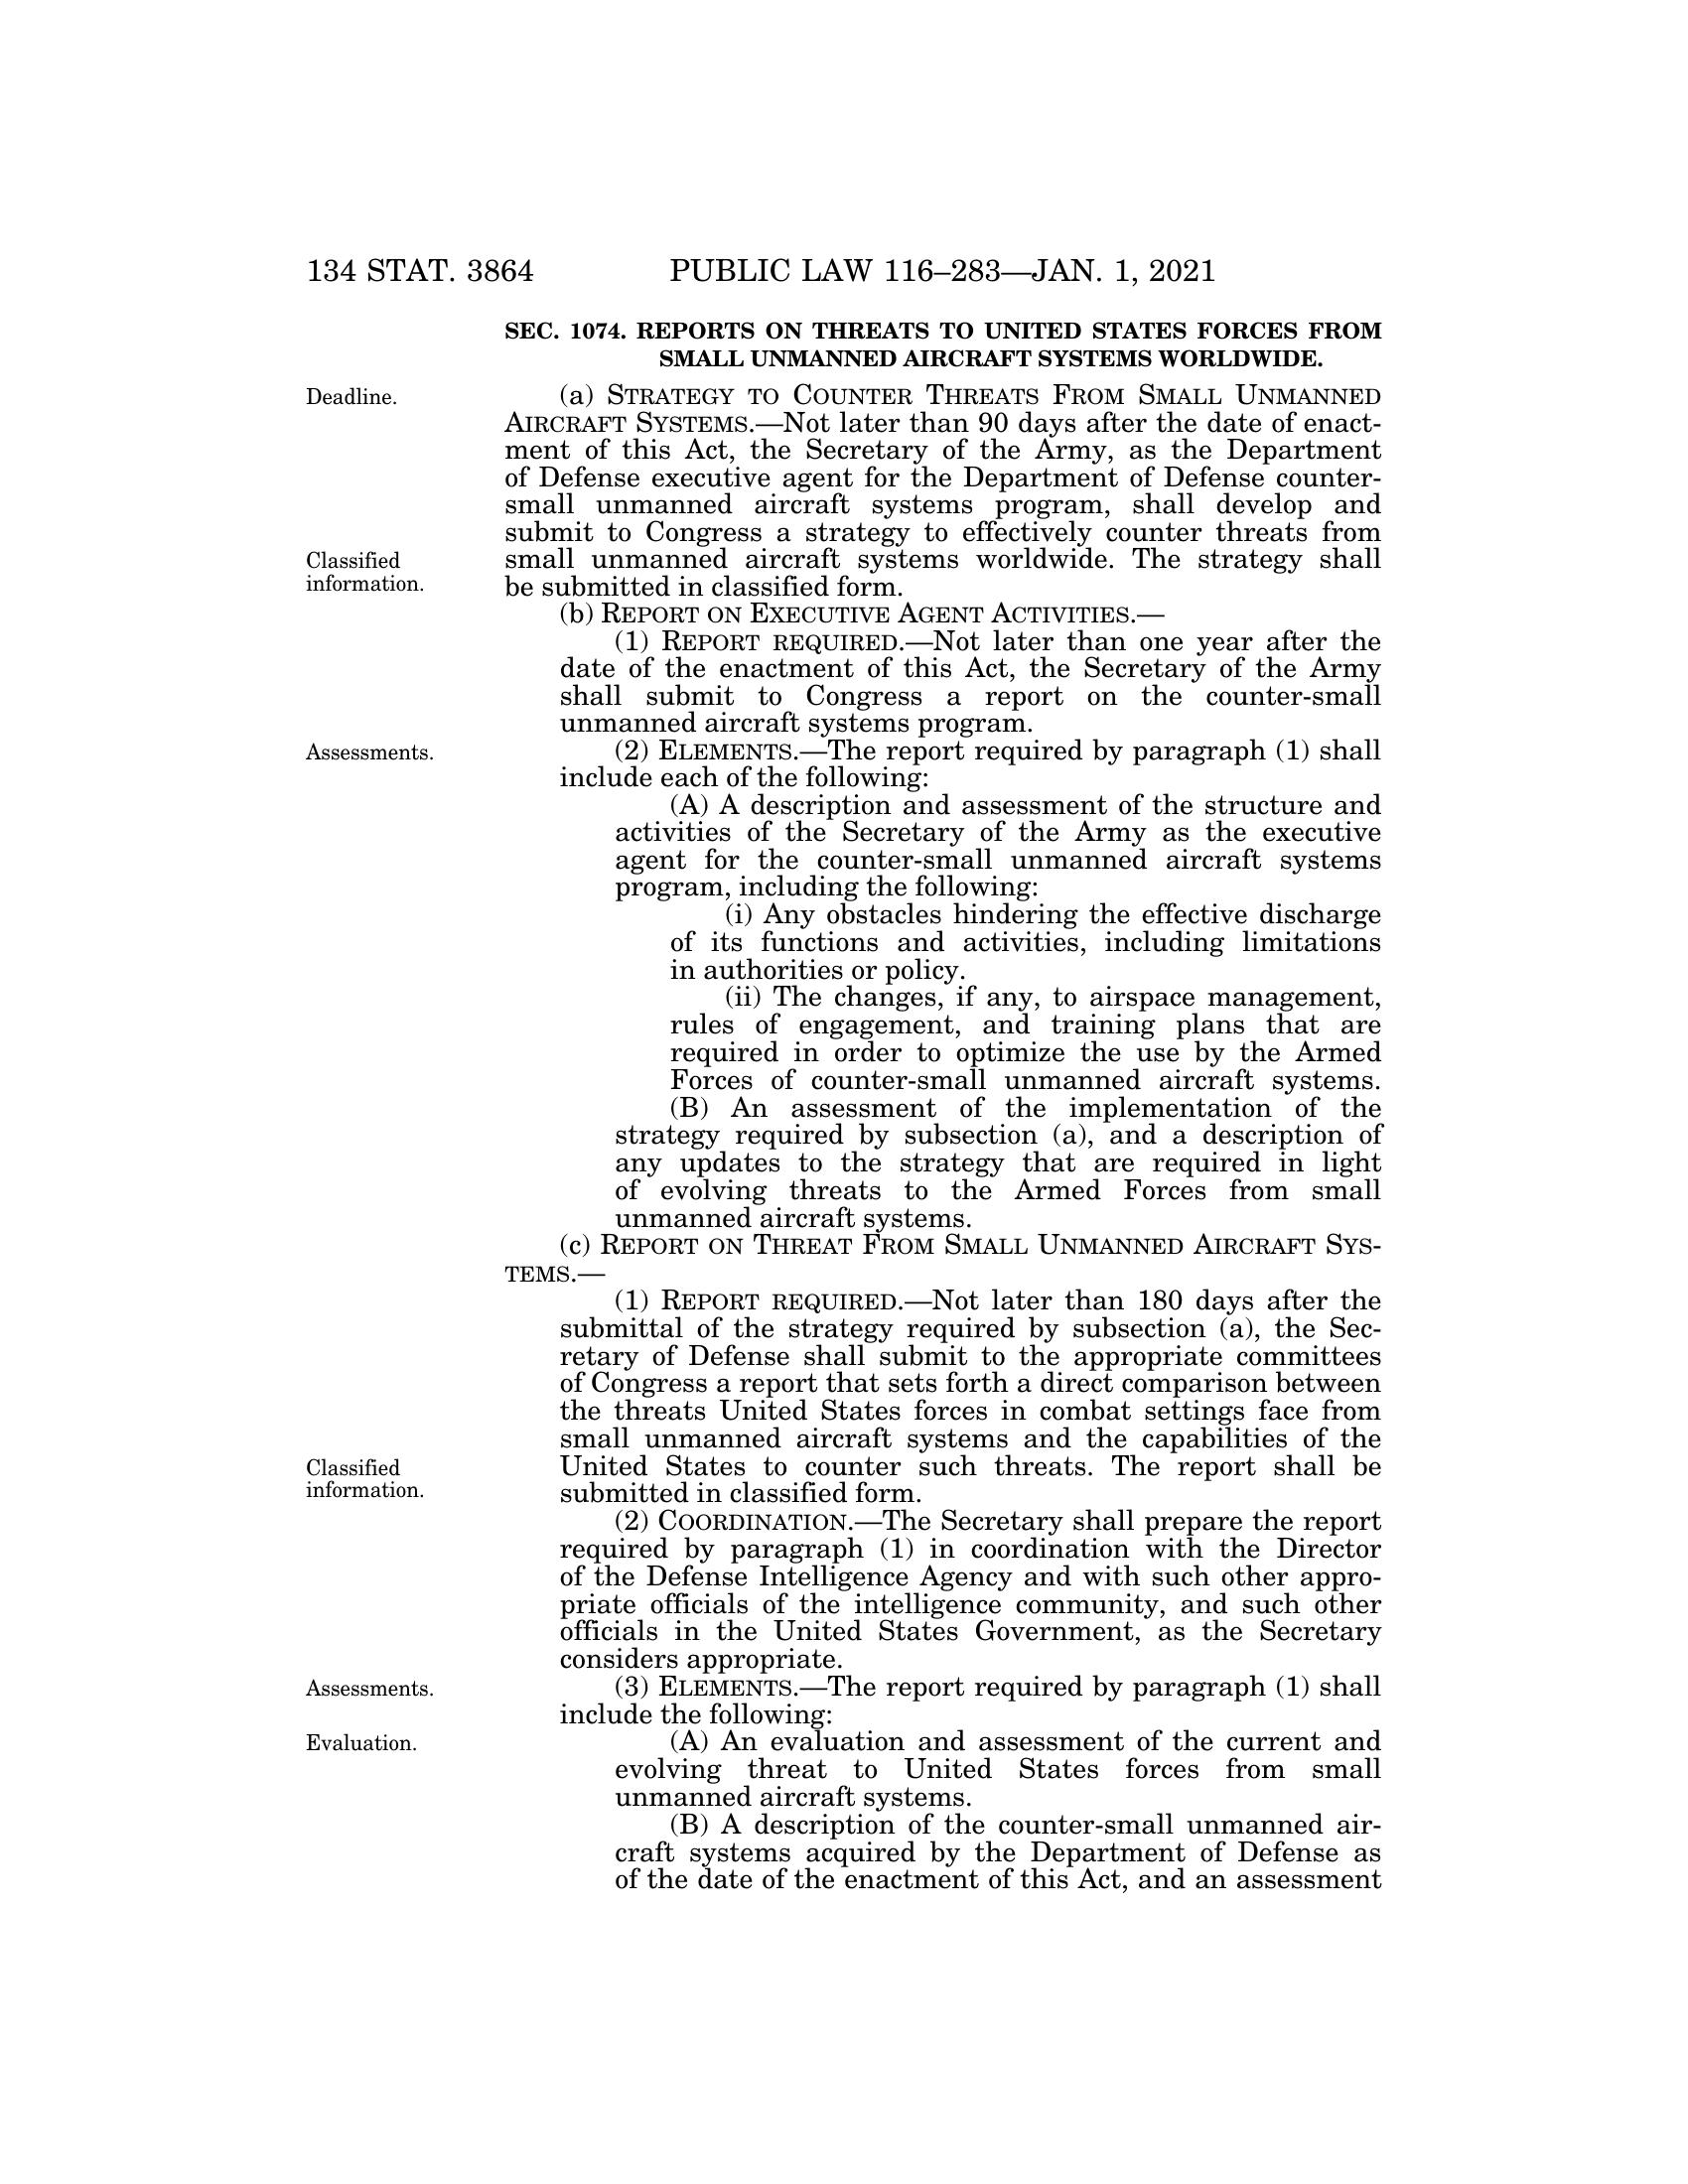 134 STAT. 3864 PUBLIC LAW 116–283—JAN. 1, 2021
SEC. 1074. REPORTS ON THREATS TO UNITED STATES FORCES FROM
SMALL UNMANNED AIRCRAFT SYSTEMS WORLDWIDE.
Deadline.
(a) STRATEGY TO COUNTER THREATS FROM SMALL UNMANNED
AIRCRAFT SYSTEMS.—Not later than 90 days after the date of enact-
ment of this Act, the Secretary of the Army, as the Department
of Defense executive agent for the Department of Defense counter-
small unmanned aircraft systems program, shall develop and
submit to Congress a strategy to effectively counter threats from
Classified
information.
small unmanned aircraft systems worldwide. The strategy shall
be submitted in classified form.
(b) REPORT ON EXECUTIVE AGENT ACTIVITIES.—
(1) REPORT REQUIRED.—Not later than one year after the
date of the enactment of this Act, the Secretary of the Army
shall submit to Congress a report on the counter-small
unmanned aircraft systems program.
Assessments.
(2) ELEMENTS.—The report required by paragraph (1) shall
include each of the following:
(A) A description and assessment of the structure and
activities of the Secretary of the Army as the executive
agent for the counter-small unmanned aircraft systems
program, including the following:
(i) Any obstacles hindering the effective discharge
of its functions and activities, including limitations
in authorities or policy.
(ii) The changes, if any, to airspace management,
rules of engagement, and training plans that are
required in order to optimize the use by the Armed
Forces of counter-small unmanned aircraft systems.
(B) An assessment of the implementation of the
strategy required by subsection (a), and a description of
any updates to the strategy that are required in light
of evolving threats to the Armed Forces from small
unmanned aircraft systems.
(c) REPORT ON THREAT FROM SMALL UNMANNED AIRCRAFT SYS-
TEMS.—
(1) REPORT REQUIRED.—Not later than 180 days after the
submittal of the strategy required by subsection (a), the Sec-
retary of Defense shall submit to the appropriate committees
of Congress a report that sets forth a direct comparison between
the threats United States forces in combat settings face from
small unmanned aircraft systems and the capabilities of the
Classified
information.
United States to counter such threats. The report shall be
submitted in classified form.
(2) COORDINATION.—The Secretary shall prepare the report
required by paragraph (1) in coordination with the Director
of the Defense Intelligence Agency and with such other appro-
priate officials of the intelligence community, and such other
officials in the United States Government, as the Secretary
considers appropriate.
Assessments.
(3) ELEMENTS.—The report required by paragraph (1) shall
include the following:
Evaluation.
(A) An evaluation and assessment of the current and
evolving threat to United States forces from small
unmanned aircraft systems.
(B) A description of the counter-small unmanned air-
craft systems acquired by the Department of Defense as
of the date of the enactment of this Act, and an assessment